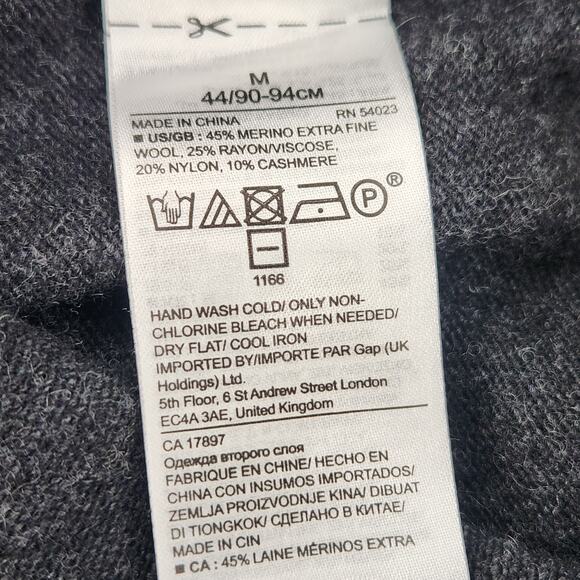 M
44/90-94CM
MADE IN CHINA RN 54023
■ US/GB : 45% MERINO EXTRA FINE
WOOL, 25% RAYON/VISCOSE,
20% NYLON, 10% CASHMERE
P®
1166
HAND WASH COLD/ ONLY NON-
CHLORINE BLEACH WHEN NEEDED/
DRY FLAT/ COOL IRON
IMPORTED BY/IMPORTE PAR Gap (UK
Holdings) Ltd.
5th Floor, 6 St Andrew Street London
EC4A 3AE, United Kingdom
CA 17897
Одежда второго слоя
FABRIQUE EN CHINE/ HECHO EN
CHINA CON INSUMOS IMPORTADOS/
ZEMLJA PROIZVODNJE KINA/ DIBUAT
DI TIONGKOK/ СДЕЛАНО В КИТАЕ/
MADE IN CIN
■ CA : 45% LAINE MÉRINOS EXTRA